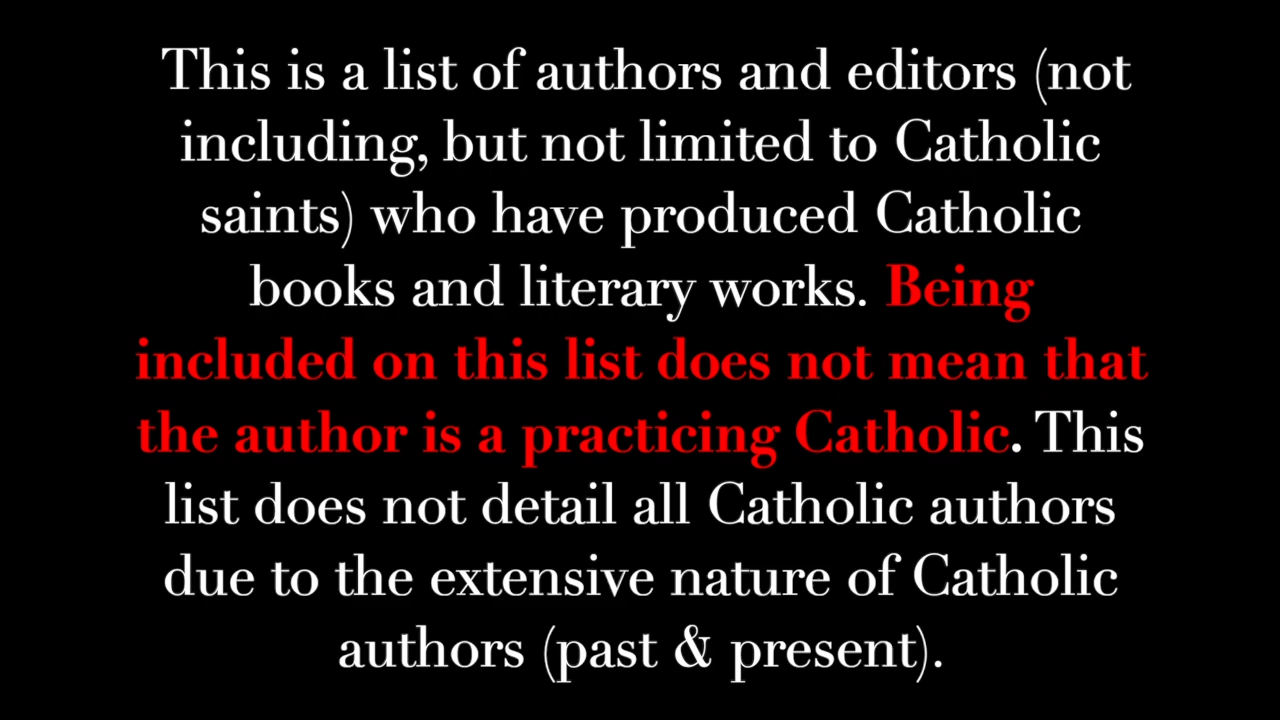 This is a list of authors and editors (not
including, but not limited to Catholic
saints) who have produced Catholic
books and literary works. Being
included on this list does not mean that
the author is a practicing Catholic. This
list does not detail all Catholic authors
due to the extensive nature of Catholic
authors (past & present).